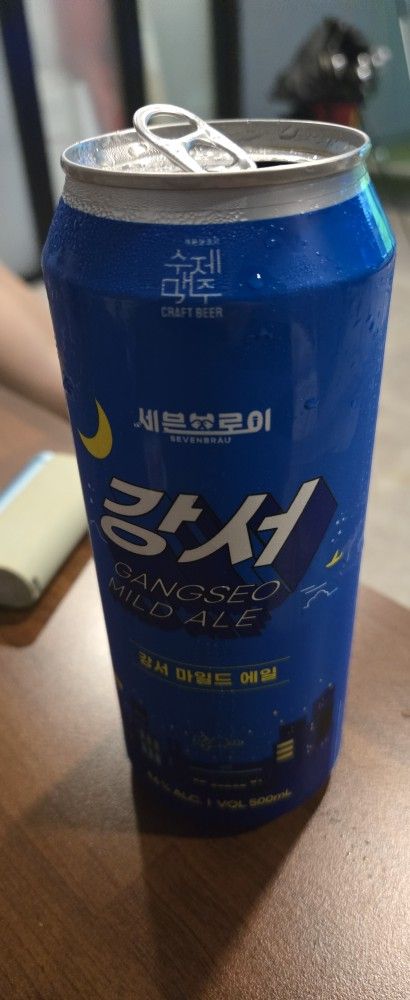 수제
맥주
CRAFT BEER
세븐브로이
SEVENBRÄU
강서
GANGSEO
MILD ALE
강서 마일드 에일
ALC. | VOL 500mL